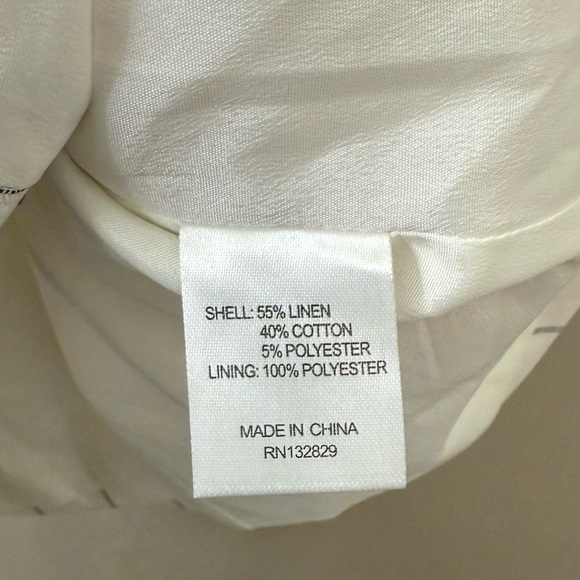 SHELL: 55% LINEN
40% COTTON
5% POLYESTER
LINING: 100% POLYESTER
MADE IN CHINA
RN132829